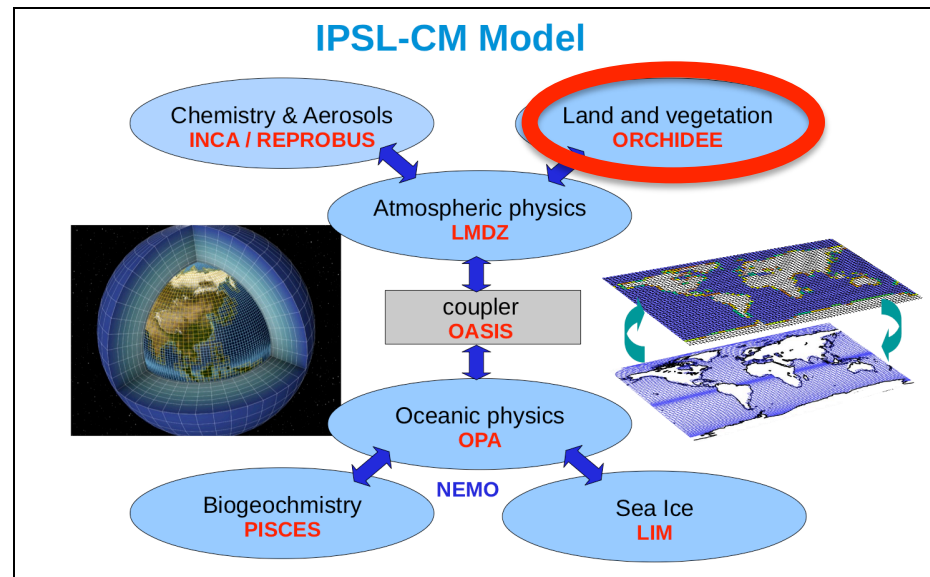 IPSL-CM Model
Chemistry & Aerosols
INCA / REPROBUS
Land and vegetation
ORCHIDEE
Atmospheric physics
LMDZ
coupler
OASIS
Oceanic physics
OPA
NEMO
Biogeochmistry
PISCES
Sea Ice
LIM